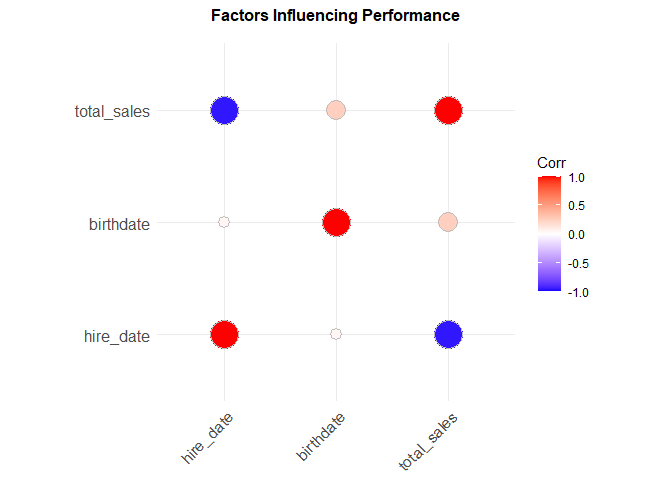 Factors Influencing Performance
total_sales
birthdate
hire_date
hire_date
birthdate
total_sales
Corr
1.0
0.5
0.0
-0.5
-1.0